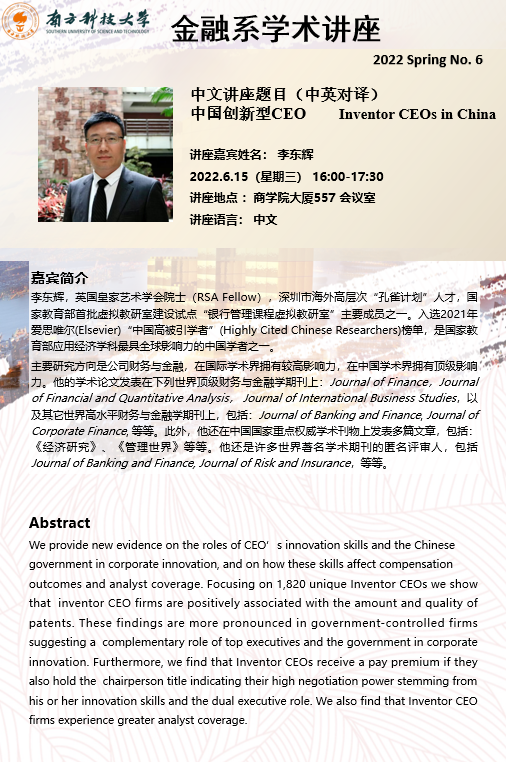 南方科技大学
SOUTHERN UNIVERSITY OF SCIENCE AND TECHNOLOGY
金融系学术讲座
2022 Spring No. 6
中文讲座题目（中英对译）
中国创新型CEO Inventor CEOs in China
讲座嘉宾姓名： 李东辉
2022.6.15（星期三） 16:00-17:30
讲座地点 ：商学院大厦557 会议室
讲座语言： 中文
嘉宾简介
李东辉，英国皇家艺术学会院士（RSA Fellow），深圳市海外高层次“孔雀计划”人才，国
家教育部首批虚拟教研室建设试点“银行管理课程虚拟教研室”主要成员之一。入选2021年
爱思唯尔(Elsevier)“中国高被引学者”(Highly Cited Chinese Researchers)榜单，是国家教
育部应用经济学科最具全球影响力的中国学者之一。
主要研究方向是公司财务与金融，在国际学术界拥有较高影响力，在中国学术界拥有顶级影响
力。他的学术论文发表在下列世界顶级财务与金融学期刊上：Journal of Finance，Journal
of Financial and Quantitative Analysis， Journal of International Business Studies，以
及其它世界高水平财务与金融学期刊上，包括：Journal of Banking and Finance, Journal of
Corporate Finance, 等等。此外，他还在中国国家重点权威学术刊物上发表多篇文章，包括：
《经济研究》、《管理世界》等等。他还是许多世界著名学术期刊的匿名评审人，包括
Journal of Banking and Finance, Journal of Risk and Insurance，等等。
Abstract
We provide new evidence on the roles of CEO’s innovation skills and the Chinese
government in corporate innovation, and on how these skills affect compensation
outcomes and analyst coverage. Focusing on 1,820 unique Inventor CEOs we show
that inventor CEO firms are positively associated with the amount and quality of
patents. These findings are more pronounced in government-controlled firms
suggesting a complementary role of top executives and the government in corporate
innovation. Furthermore, we find that Inventor CEOs receive a pay premium if they
also hold the chairperson title indicating their high negotiation power stemming from
his or her innovation skills and the dual executive role. We also find that Inventor CEO
firms experience greater analyst coverage.